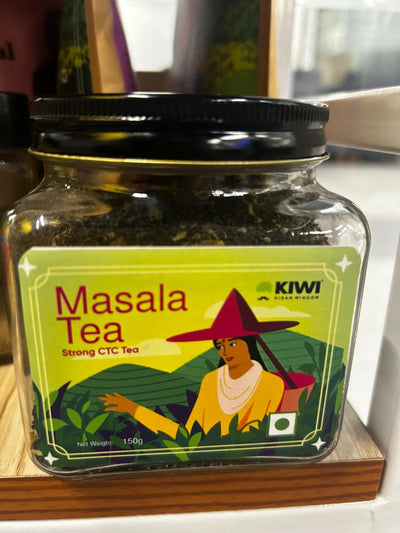 Masala
Tea
Strong CTC Tea
KIWI
KISAN WINDOW
Net Weight: 150g